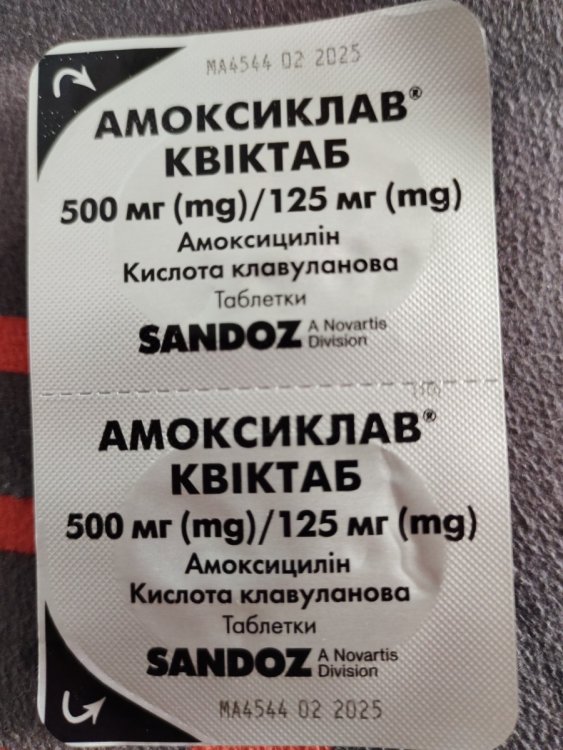 MA4544 02 2025
АМОКСИКЛАВ®
КВІКТАБ
500 мг (mg)/125 мг (mg)
Амоксицилін
Кислота клавуланова
Таблетки
SANDOZ A Novartis
Division
АМОКСИКЛАВ®
КВІКТАБ
500 мг (mg)/125 мг (mg)
Амоксицилін
Кислота клавуланова
Таблетки
SANDOZ A Novartis
Division
MA4544 02 2025